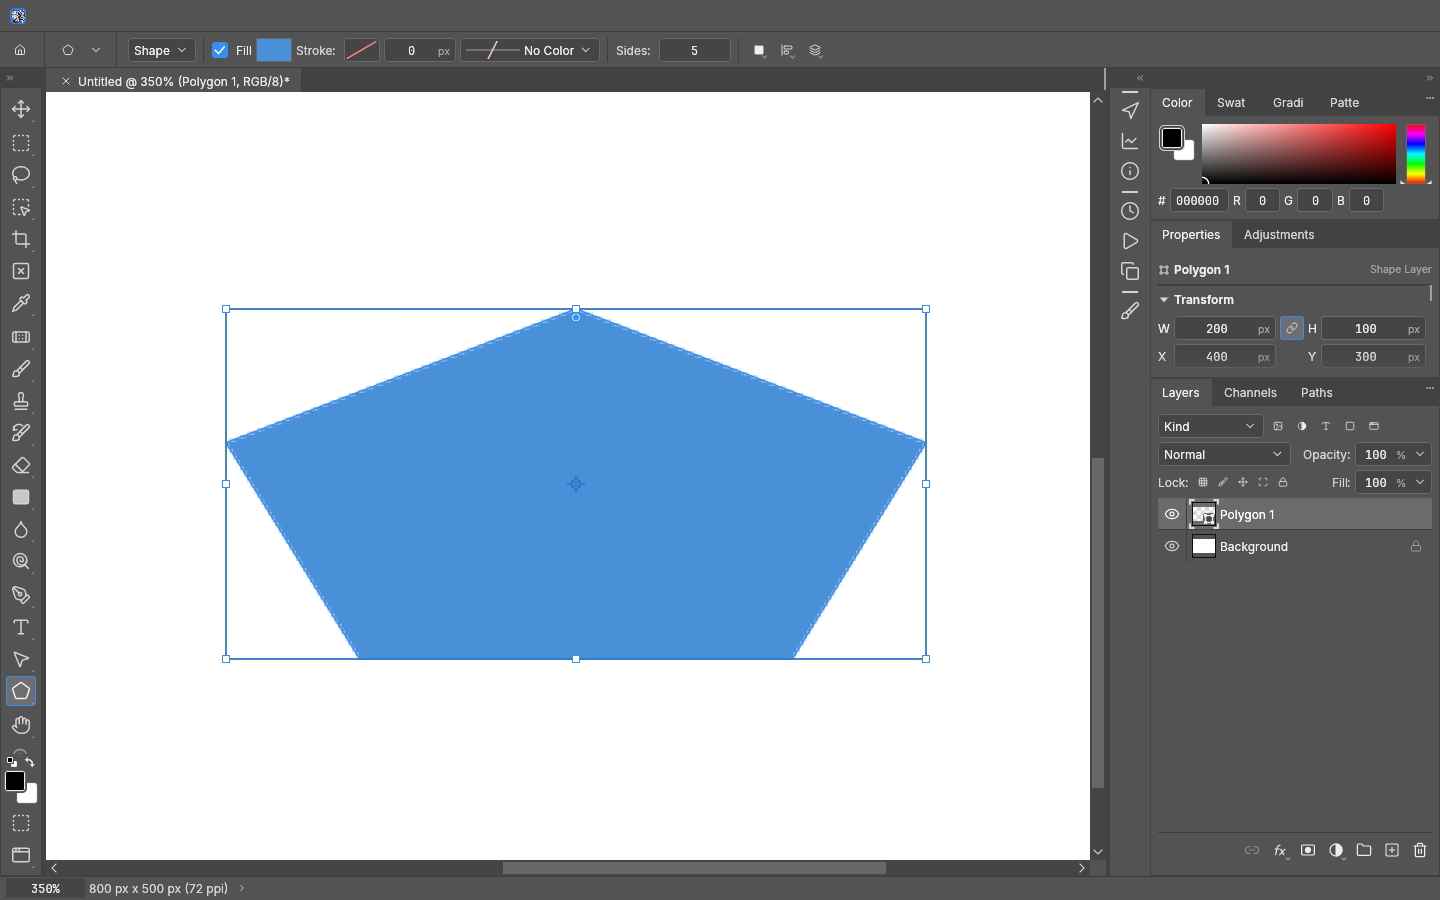 Shape Fill Stroke: 0 px No Color Sides: 5
Untitled @ 350% (Polygon 1, RGB/8)*
Color Swat Gradi Patte
# 000000 R 0 G 0 B 0
Properties Adjustments
Polygon 1 Shape Layer
Transform
W 200 px H 100 px
X 400 px Y 300 px
Layers Channels Paths
Kind
Normal Opacity: 100 %
Lock: Fill: 100 %
Polygon 1
Background
fx
350% 800 px x 500 px (72 ppi)